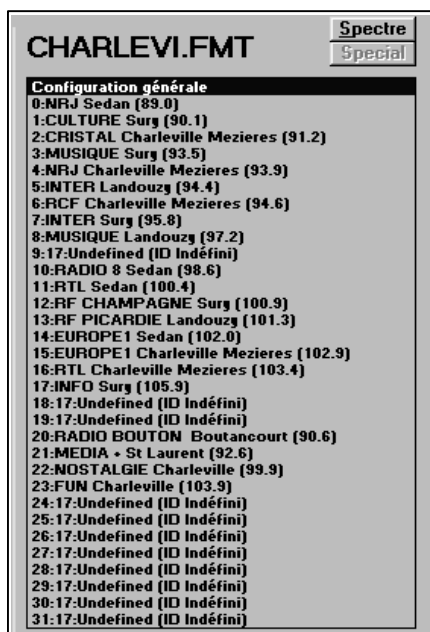 CHARLEVI.FMT
Spectre
Special
Configuration générale
0:NRJ Sedan (89.0)
1:CULTURE Sury (90.1)
2:CRISTAL Charleville Mezieres (91.2)
3:MUSIQUE Sury (93.5)
4:NRJ Charleville Mezieres (93.9)
5:INTER Landouzy (94.4)
6:RCF Charleville Mezieres (94.6)
7:INTER Sury (95.8)
8:MUSIQUE Landouzy (97.2)
9:17:Undefined (ID Indéfini)
10:RADIO 8 Sedan (98.6)
11:RTL Sedan (100.4)
12:RF CHAMPAGNE Sury (100.9)
13:RF PICARDIE Landouzy (101.3)
14:EUROPE1 Sedan (102.0)
15:EUROPE1 Charleville Mezieres (102.9)
16:RTL Charleville Mezieres (103.4)
17:INFO Sury (105.9)
18:17:Undefined (ID Indéfini)
19:17:Undefined (ID Indéfini)
20:RADIO BOUTON  Boutancourt (90.6)
21:MEDIA + St Laurent (92.6)
22:NOSTALGIE Charleville (99.9)
23:FUN Charleville (103.9)
24:17:Undefined (ID Indéfini)
25:17:Undefined (ID Indéfini)
26:17:Undefined (ID Indéfini)
27:17:Undefined (ID Indéfini)
28:17:Undefined (ID Indéfini)
29:17:Undefined (ID Indéfini)
30:17:Undefined (ID Indéfini)
31:17:Undefined (ID Indéfini)